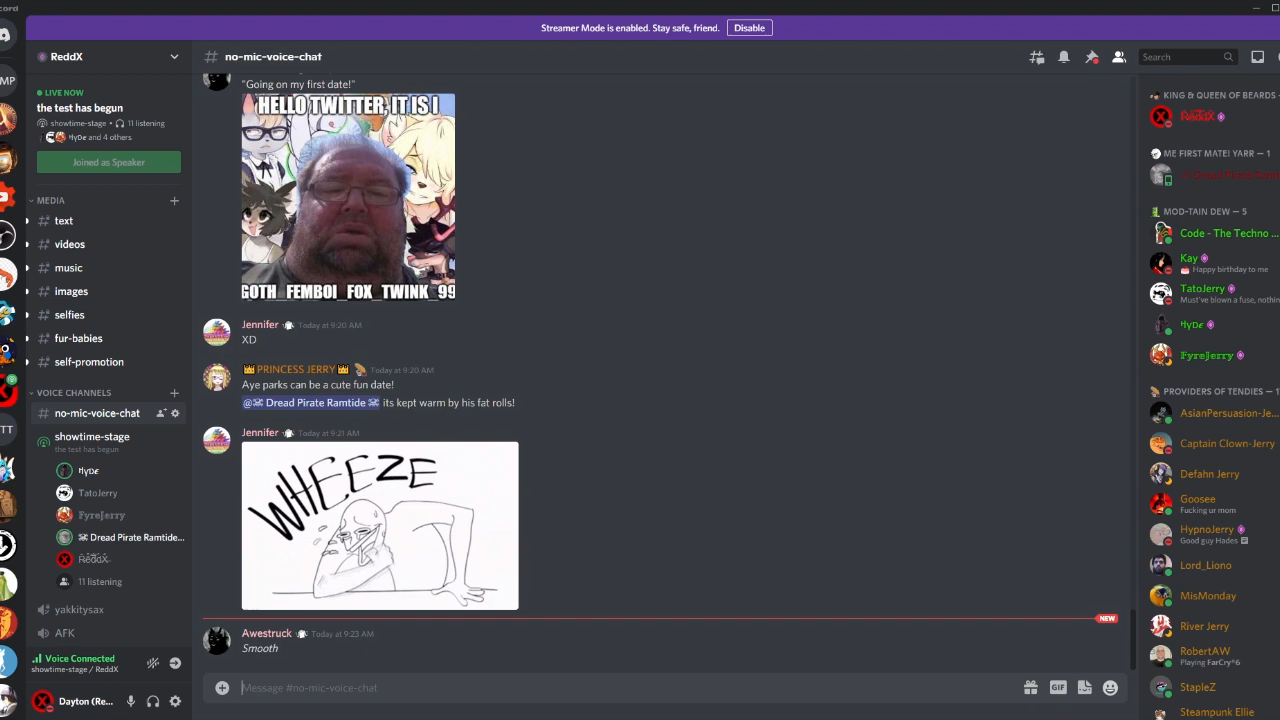 cord
Streamer Mode is enabled. Stay safe, friend.
Disable
ReddX
LIVE NOW
the test has begun
showtime-stage • 11 listening
HyDe and 4 others
Joined as Speaker
MEDIA
text
videos
music
images
selfies
fur-babies
self-promotion
VOICE CHANNELS
no-mic-voice-chat
showtime-stage
the test has begun
HyDe
TatoJerry
FyreJerry
Dread Pirate Ramtide...
ReddX
11 listening
yakkitysax
AFK
Voice Connected
showtime-stage / ReddX
Dayton (Re...
MP
TT
no-mic-voice-chat
Search
"Going on my first date!"
HELLO TWITTER, IT IS I
GOTH_FEMBOI_FOX_TWINK_99
Jennifer Today at 9:20 AM
XD
PRINCESS JERRY Today at 9:20 AM
Aye parks can be a cute fun date!
@ Dread Pirate Ramtide its kept warm by his fat rolls!
Jennifer Today at 9:21 AM
WHEEZE
NEW
Awestruck Today at 9:23 AM
Smooth
Message #no-mic-voice-chat
GIF
KING & QUEEN OF BEARDS –
ReddX
ME FIRST MATE! YARR — 1
MOD-TAIN DEW — 5
Code - The Techno ...
Kay
Happy birthday to me
TatoJerry
Must've blown a fuse, nothin
HyDe
FyreJerry
PROVIDERS OF TENDIES — 1
AsianPersuasion-Je...
Captain Clown-Jerry
Defahn Jerry
Goosee
Fucking ur mom
HypnoJerry
Good guy Hades
Lord_Liono
MisMonday
River Jerry
RobertAW
Playing FarCry®6
StapleZ
Steampunk Ellie